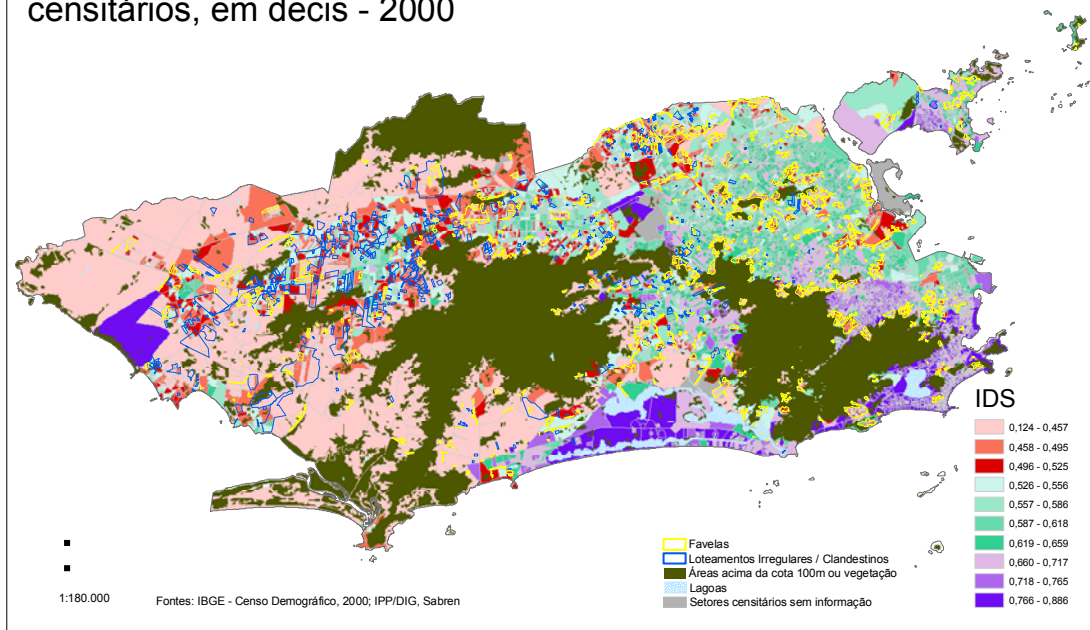 censitários, em decis - 2000
IDS
0,124 - 0,457
0,458 - 0,495
0,496 - 0,525
0,526 - 0,556
0,557 - 0,586
0,587 - 0,618
0,619 - 0,659
0,660 - 0,717
0,718 - 0,765
0,766 - 0,886
Favelas
Loteamentos Irregulares / Clandestinos
Áreas acima da cota 100m ou vegetação
Lagoas
Setores censitários sem informação
1:180.000
Fontes: IBGE - Censo Demográfico, 2000; IPP/DIG, Sabren